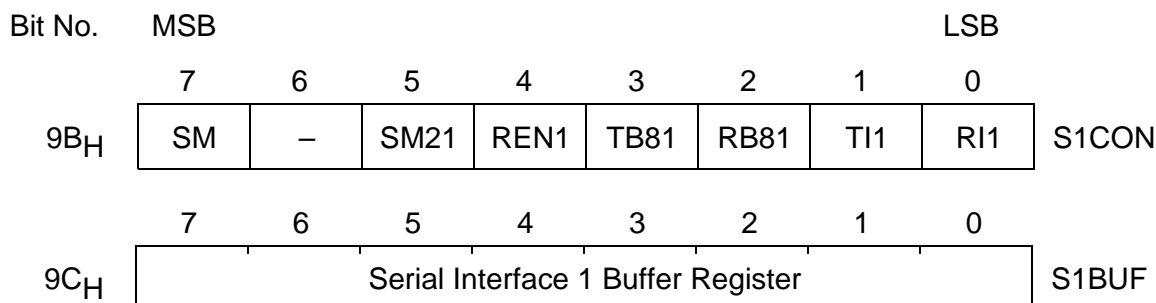 Bit No. MSB LSB
7 6 5 4 3 2 1 0
9BH SM – SM21 REN1 TB81 RB81 TI1 RI1 S1CON
7 6 5 4 3 2 1 0
9CH Serial Interface 1 Buffer Register S1BUF